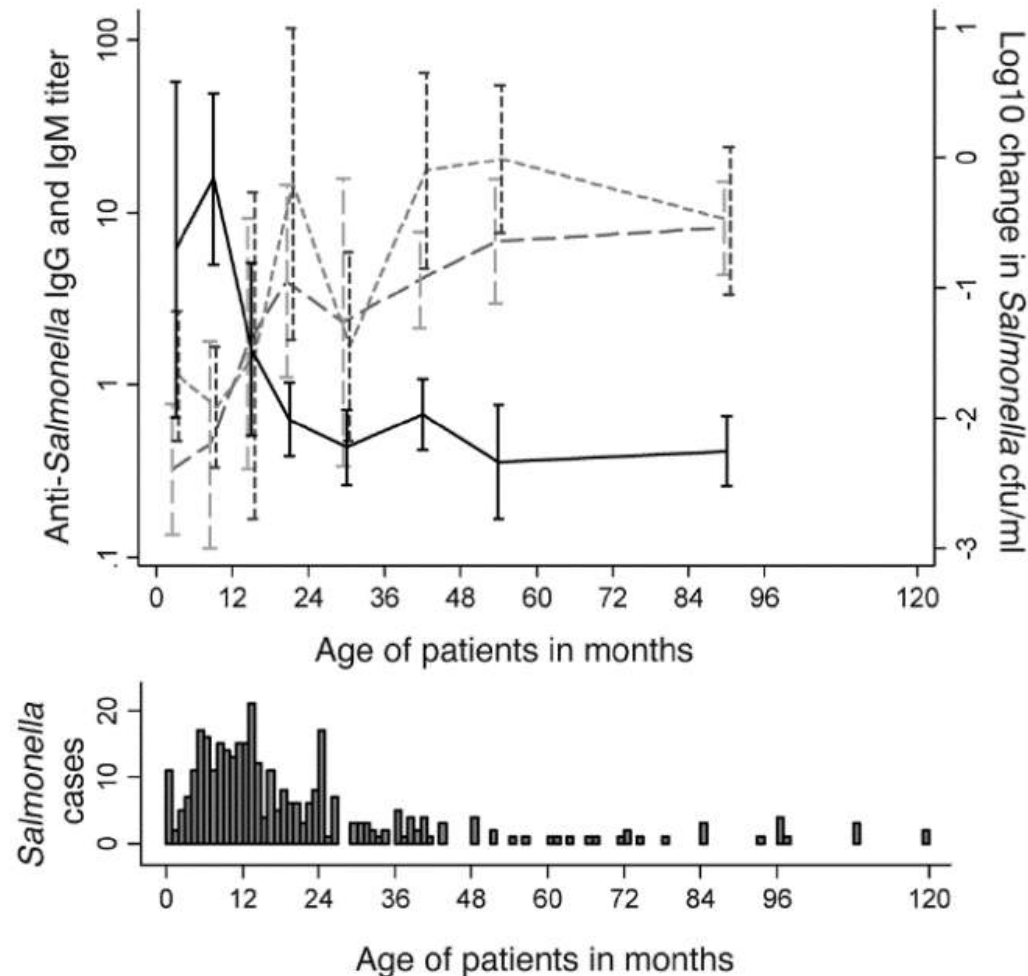 Anti-Salmonella IgG and IgM titer
100
10
1
.1
Log10 change in Salmonella cfu/ml
1
0
-1
-2
-3
0 12 24 36 48 60 72 84 96 120
Age of patients in months
Salmonella
cases
20
10
0
0 12 24 36 48 60 72 84 96 120
Age of patients in months